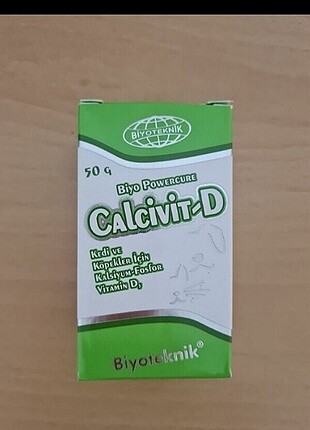 BİYOTEKNİK
50 G
Biyo Powercure
Calcivit-D
Kedi ve
Köpekler İçin
Kalsiyum-Fosfor
Vitamin D₃
Biyoteknik®